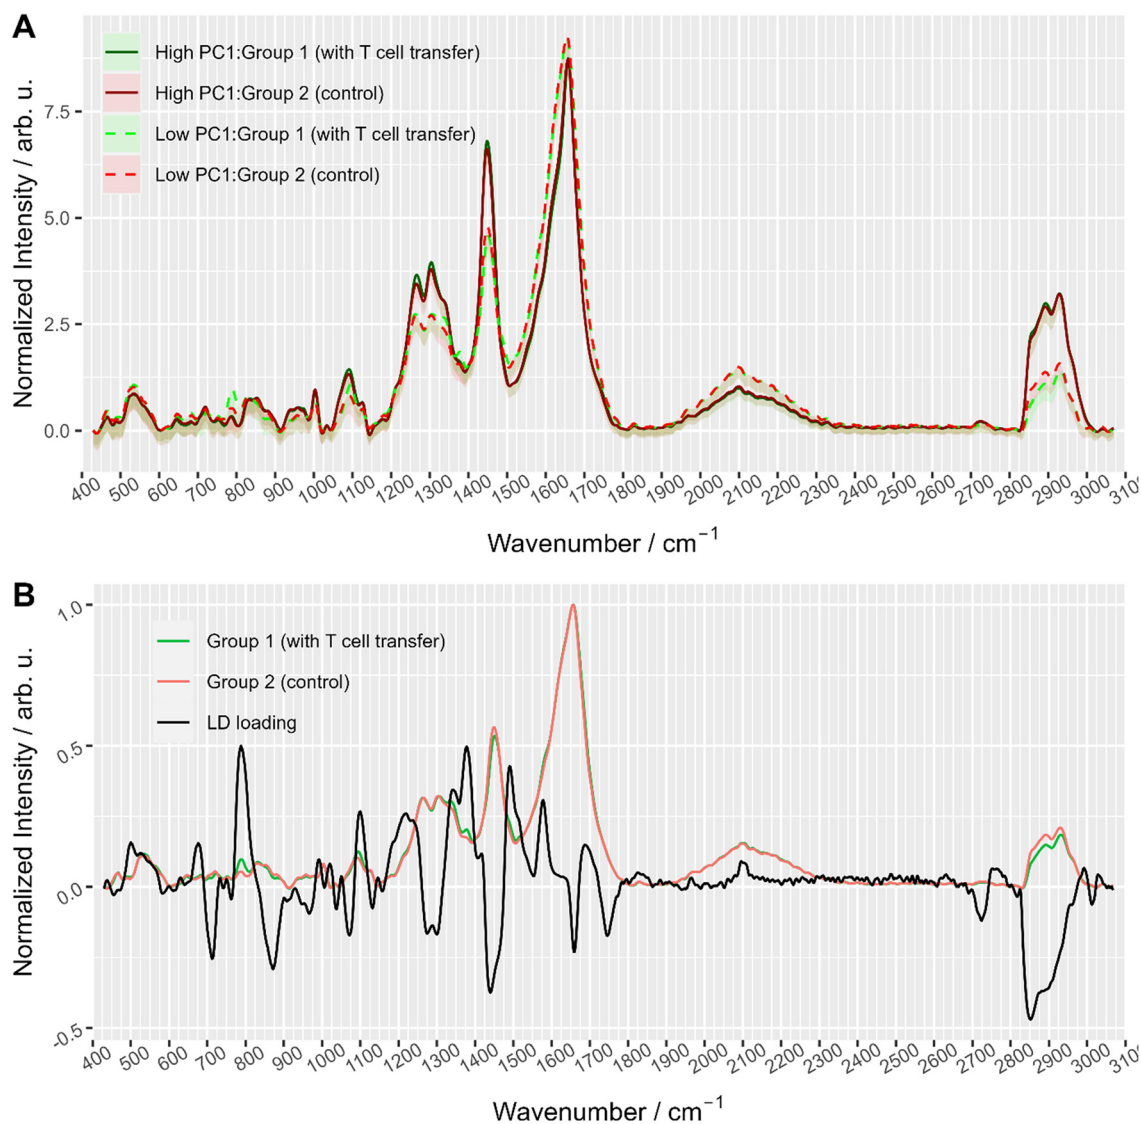 A
High PC1:Group 1 (with T cell transfer)
High PC1:Group 2 (control)
Low PC1:Group 1 (with T cell transfer)
Low PC1:Group 2 (control)
Normalized Intensity / arb. u.
7.5
5.0
2.5
0.0
400 500 600 700 800 900 1000 1100 1200 1300 1400 1500 1600 1700 1800 1900 2000 2100 2200 2300 2400 2500 2600 2700 2800 2900 3000 310
Wavenumber / cm⁻¹
B
Group 1 (with T cell transfer)
Group 2 (control)
LD loading
Normalized Intensity / arb. u.
1.0
0.5
0.0
-0.5
400 500 600 700 800 900 1000 1100 1200 1300 1400 1500 1600 1700 1800 1900 2000 2100 2200 2300 2400 2500 2600 2700 2800 2900 3000 310
Wavenumber / cm⁻¹